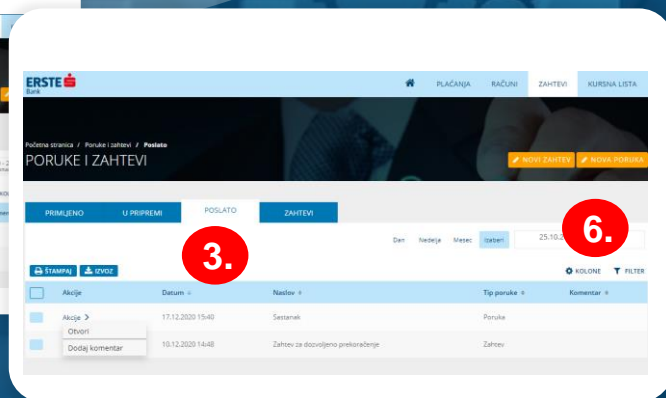 ERSTE
Bank
PLAĆANJA RAČUNI ZAHTEVI KURSNA LISTA
Početna stranica / Poruke i zahtevi / Poslato
PORUKE I ZAHTEVI
NOVI ZAHTEV NOVA PORUKA
PRIMLJENO U PRIPREMI POSLATO ZAHTEVI
Dan Nedelja Mesec Izaberi 25.10.2
3. 6.
ŠTAMPAJ IZVOZ KOLONE FILTER
Akcije Datum Naslov Tip poruke Komentar
Akcije 17.12.2020 15:40 Sastanak Poruka
Otvori
Dodaj komentar 10.12.2020 14:48 Zahtev za dozvoljeno prekoračenje Zahtev